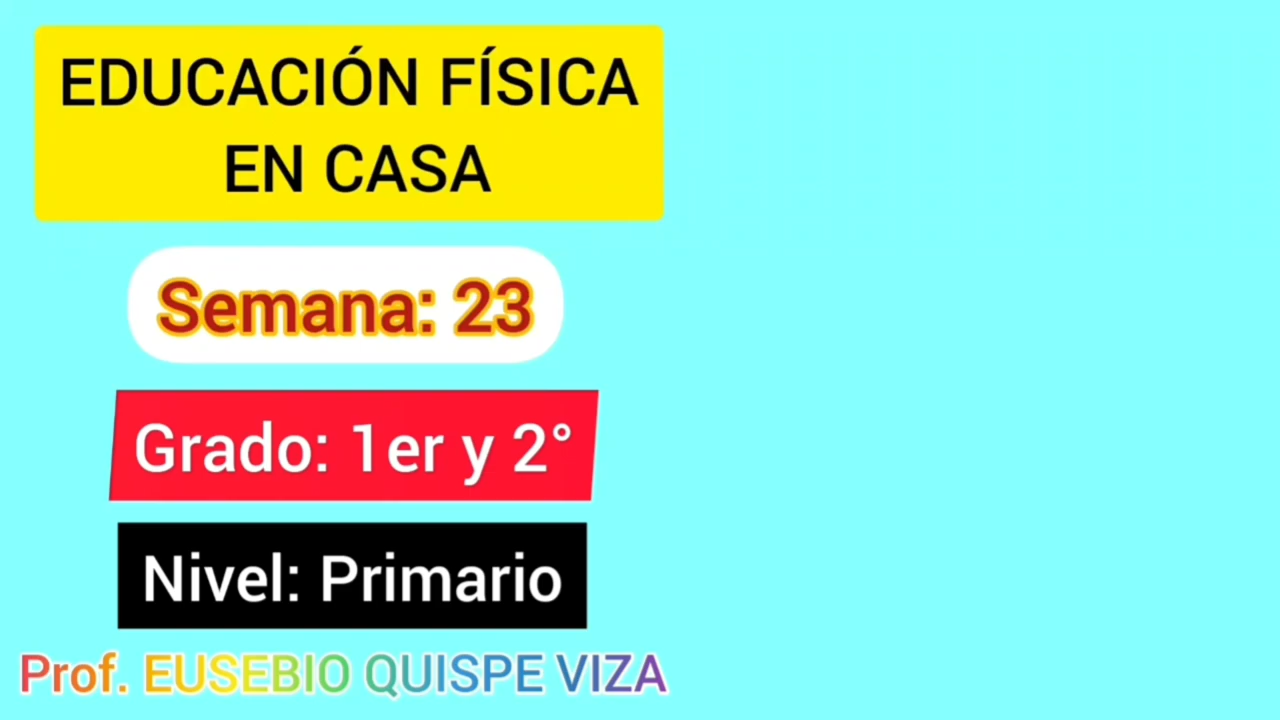 EDUCACIÓN FÍSICA
EN CASA
Semana: 23
Grado: 1er y 2°
Nivel: Primario
Prof. EUSEBIO QUISPE VIZA